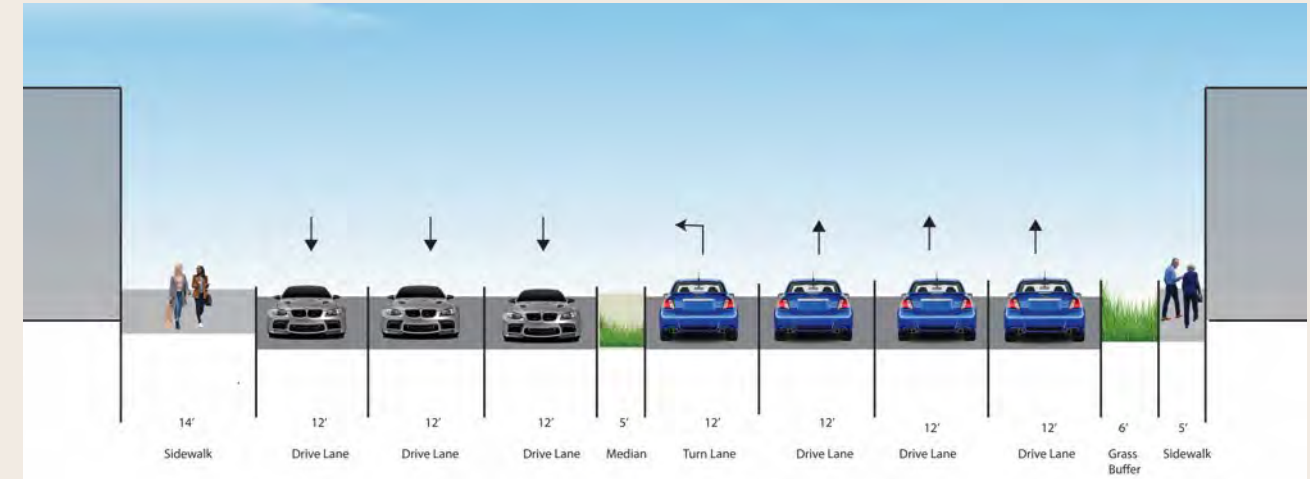 14' 12' 12' 12' 5' 12' 12' 12' 12' 6' 5'
Sidewalk Drive Lane Drive Lane Drive Lane Median Turn Lane Drive Lane Drive Lane Drive Lane Grass Sidewalk
Buffer